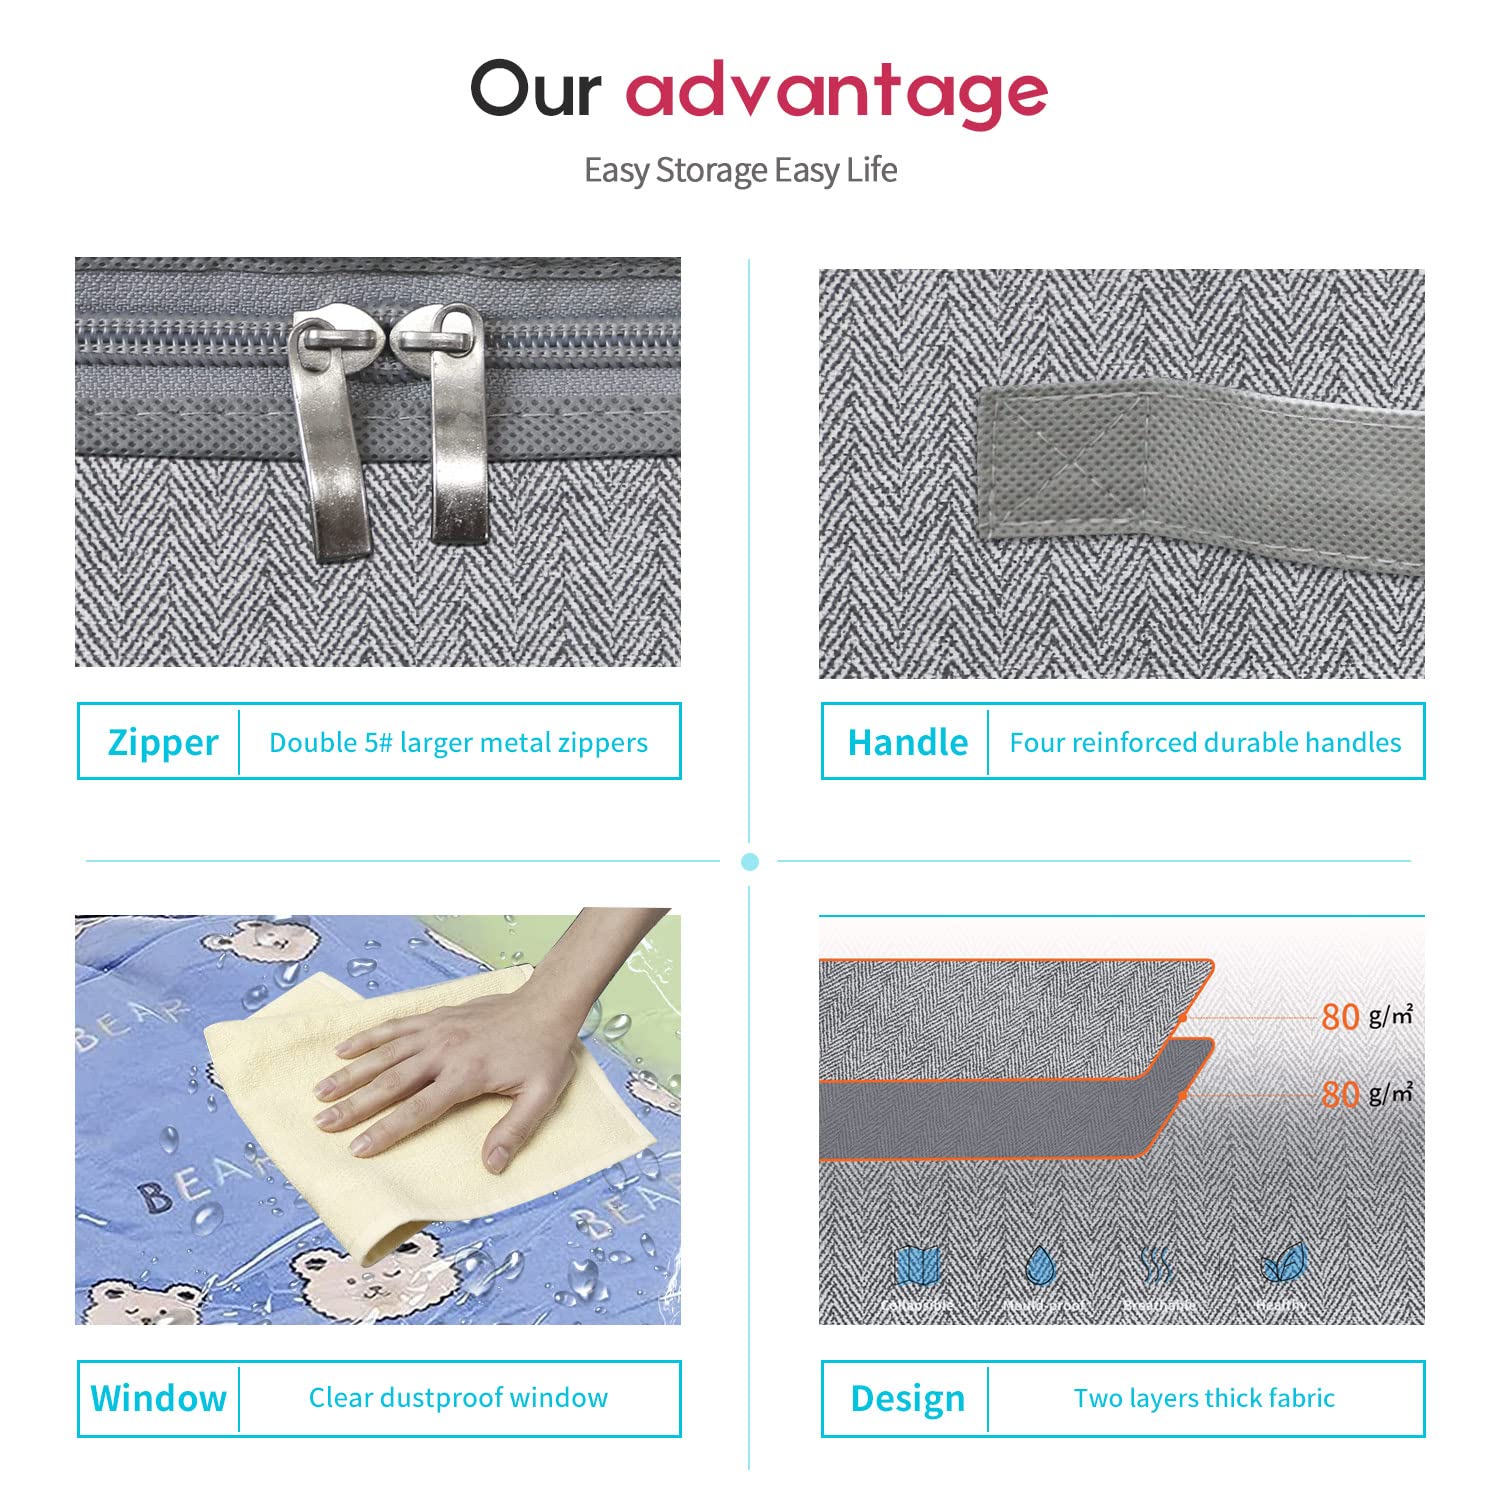 Our advantage
Easy Storage Easy Life
Zipper
Double 5# larger metal zippers
Handle
Four reinforced durable handles
BEAR
BEAR
BEAR
80 g/㎡
80 g/㎡
Collapsible
Mould-proof
Breathable
Healthy
Window
Clear dustproof window
Design
Two layers thick fabric